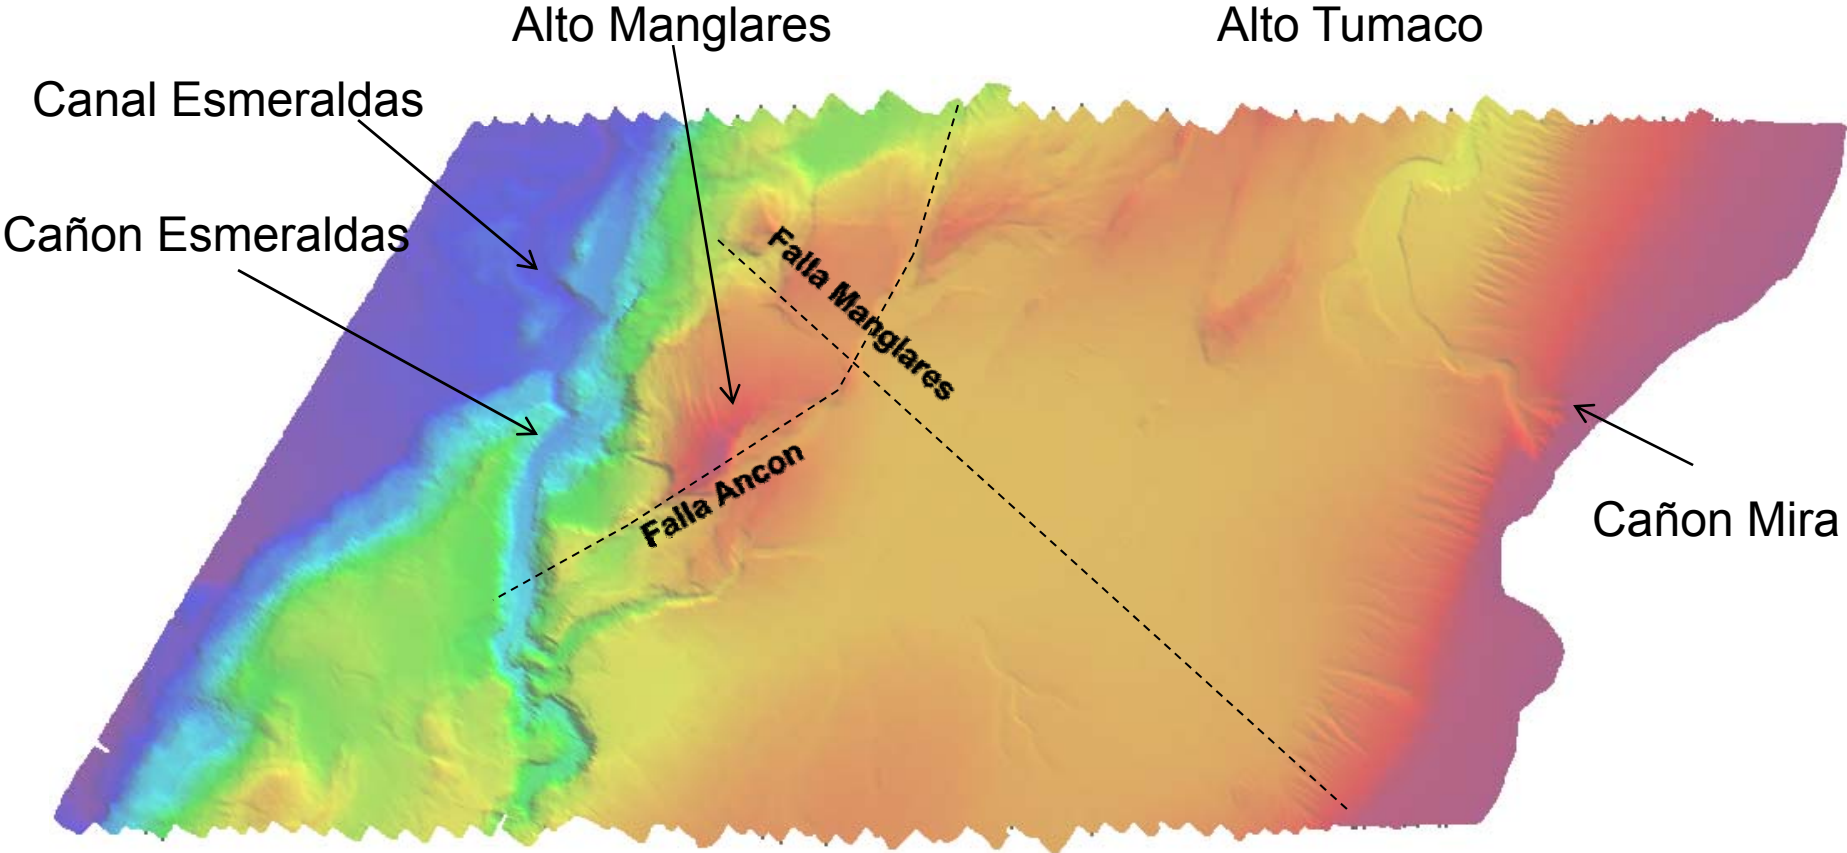 Alto Manglares
Alto Tumaco
Canal Esmeraldas
Cañon Esmeraldas
Falla Manglares
Falla Ancon
Cañon Mira